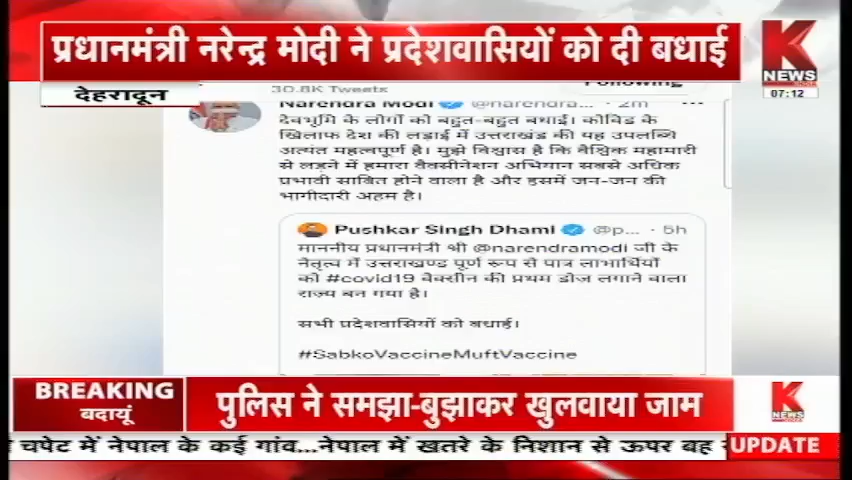 प्रधानमंत्री नरेन्द्र मोदी ने प्रदेशवासियों को दी बधाई
K
NEWS
INDIA
07:12
देहरादून
30.8K Tweets
Following
Narendra Modi @narendra... · 2m ...
देवभूमि के लोगों को बहुत-बहुत बधाई। कोविड के
खिलाफ देश की लड़ाई में उत्तराखंड की यह उपलब्धि
अत्यंत महत्वपूर्ण है। मुझे विश्वास है कि वैश्विक महामारी
से लड़ने में हमारा वैक्सीनेशन अभियान सबसे अधिक
प्रभावी साबित होने वाला है और इसमें जन-जन की
भागीदारी अहम है।
Pushkar Singh Dhami @p... · 5h
माननीय प्रधानमंत्री श्री @narendramodi जी के
नेतृत्व में उत्तराखण्ड पूर्ण रूप से पात्र लाभार्थियों
को #covid19 वैक्सीन की प्रथम डोज लगाने वाला
राज्य बन गया है।
सभी प्रदेशवासियों को बधाई।
#SabkoVaccineMuftVaccine
BREAKING
बदायूं
पुलिस ने समझा-बुझाकर खुलवाया जाम
K
NEWS
चपेट में नेपाल के कई गांव...नेपाल में खतरे के निशान से ऊपर बह
UPDATE